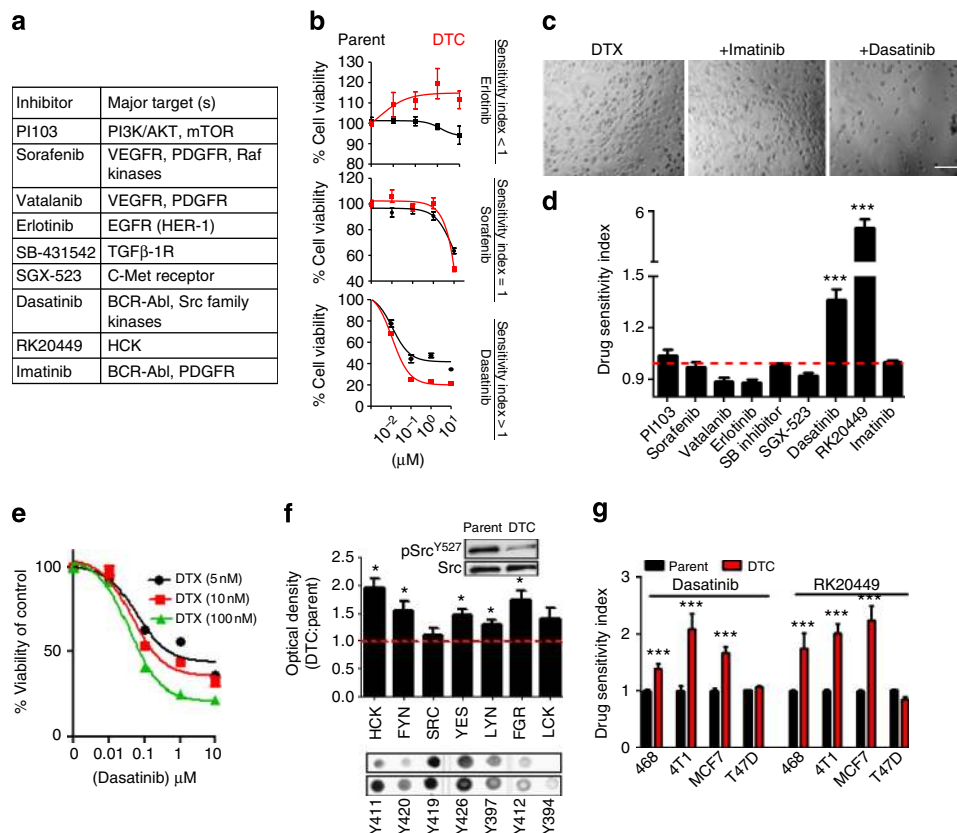 a
Inhibitor Major target (s)
PI103 PI3K/AKT, mTOR
Sorafenib VEGFR, PDGFR, Raf
kinases
Vatalanib VEGFR, PDGFR
Erlotinib EGFR (HER-1)
SB-431542 TGFβ-1R
SGX-523 C-Met receptor
Dasatinib BCR-Abl, Src family
kinases
RK20449 HCK
Imatinib BCR-Abl, PDGFR
b
Parent DTC
% Cell viability
130
120
110
100
90
80
Sensitivity index < 1
Erlotinib
% Cell viability
100
80
60
40
Sensitivity index = 1
Sorafenib
% Cell viability
100
80
60
40
20
0
Sensitivity index > 1
Dasatinib
10⁻² 10⁻¹ 10⁰ 10¹
(μM)
c
DTX +Imatinib +Dasatinib
d
Drug sensitivity index
6
1.5
1.2
0.9
*** ***
PI103 Sorafenib Vatalanib Erlotinib SB inhibitor SGX-523 Dasatinib RK20449 Imatinib
e
% Viability of control
100
50
0
DTX (5 nM)
DTX (10 nM)
DTX (100 nM)
0 0.01 0.1 1 10
(Dasatinib) μM
f
Parent DTC
pSrcY527
Src
Optical density
(DTC:parent)
2.5
2.0
1.5
1.0
0.5
0.0
* * * * *
HCK FYN SRC YES LYN FGR LCK
Y411 Y420 Y419 Y426 Y397 Y412 Y394
g
Parent DTC
Dasatinib RK20449
Drug sensitivity index
3
2
1
0
*** *** *** *** *** ***
468 4T1 MCF7 T47D 468 4T1 MCF7 T47D